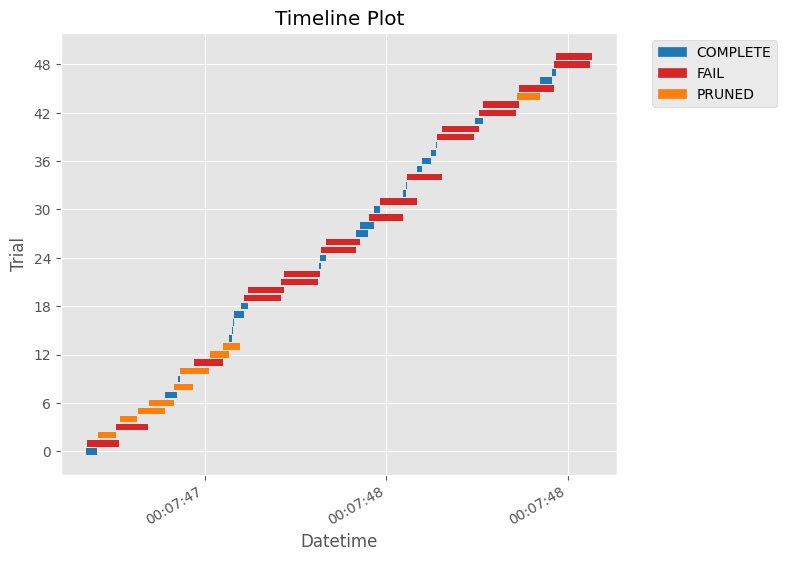 Timeline Plot
COMPLETE
FAIL
PRUNED
48
42
36
30
24
18
12
6
0
Trial
00:07:47
00:07:48
00:07:48
Datetime